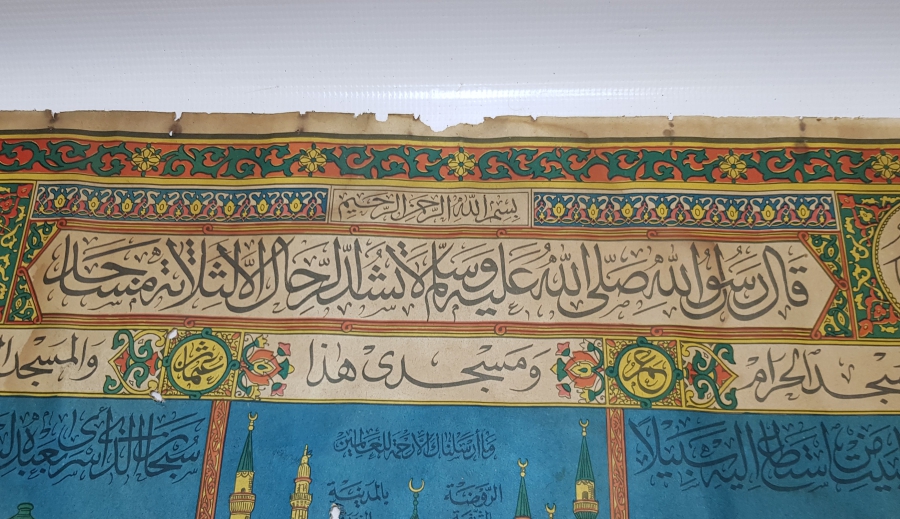 بسم الله الرحمن الرحيم
قال رسول الله صلى الله عليه وسلم لا تشد الرحال الا الى ثلاثة مساجد
سجد الحرام
عمر
ومسجدى هذا
عثمان
والمسجد
من استطاع اليه سبيلا
وما أرسلناك إلا رحمة للعالمين
سبحان الذى أسرى بعبده
الروضة
بالمدينة